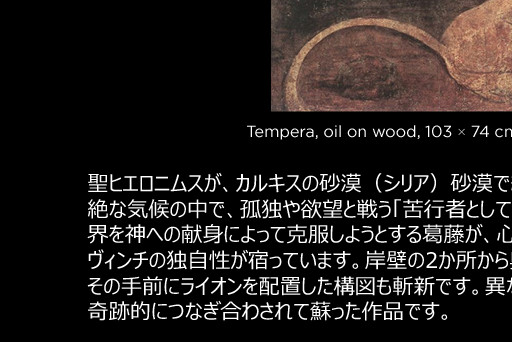 Tempera, oil on wood, 103 × 74 cm
聖ヒエロニムスが、カルキスの砂漠（シリア）砂漠で
絶な気候の中で、孤独や欲望と戦う「苦行者として
界を神への献身によって克服しようとする葛藤が、心
ヴィンチの独自性が宿っています。岸壁の2か所から
その手前にライオンを配置した構図も斬新です。異
奇跡的につなぎ合わされて蘇った作品です。